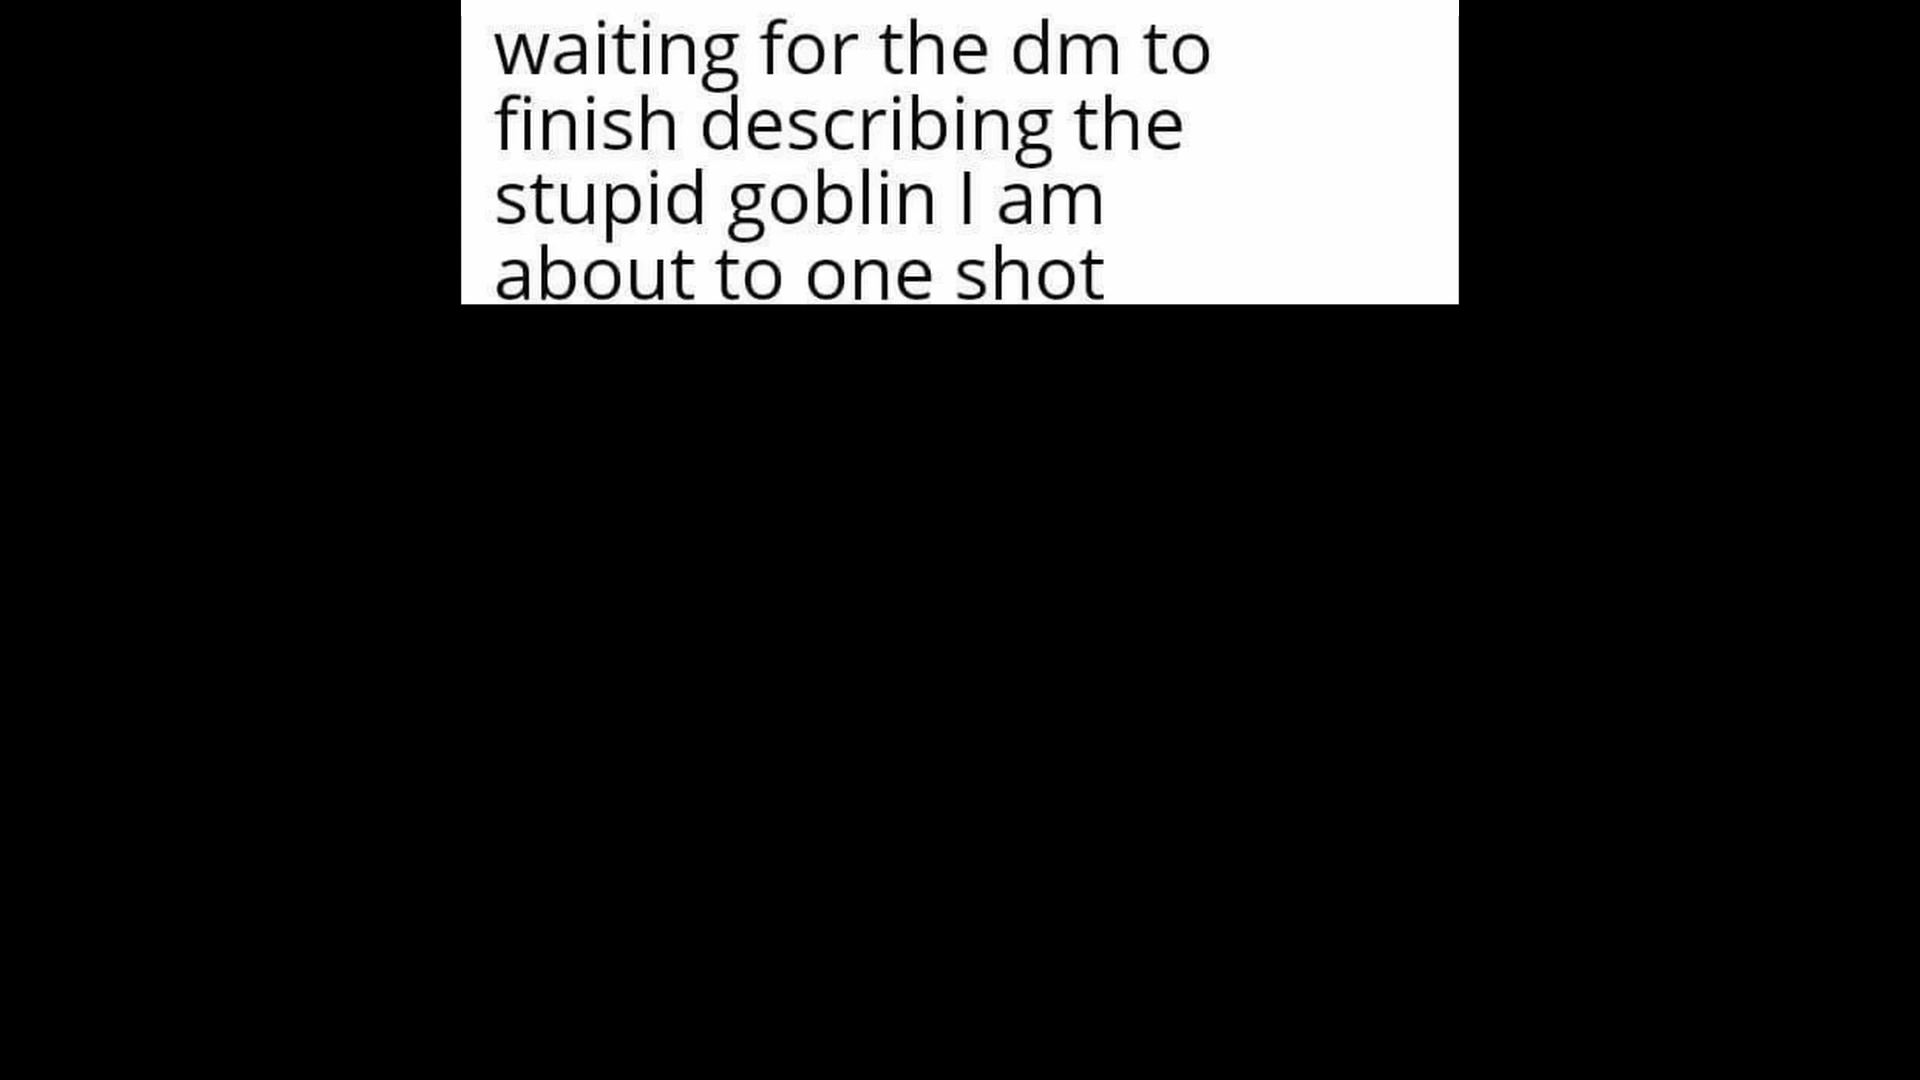 waiting for the dm to
finish describing the
stupid goblin I am
about to one shot